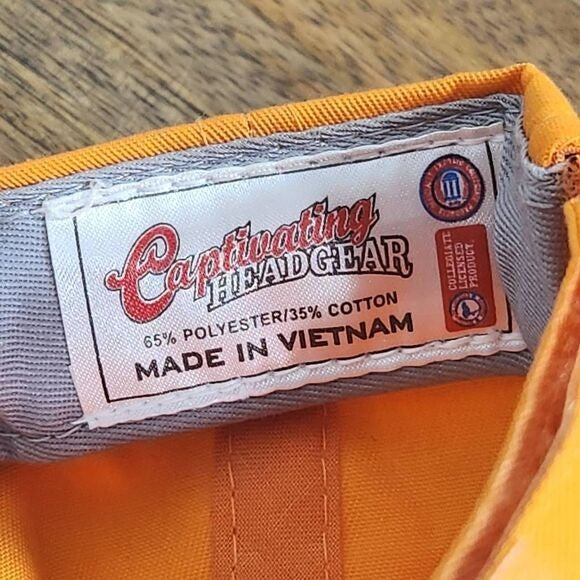 Captivating
HEADGEAR
65% POLYESTER/35% COTTON
MADE IN VIETNAM
COLLEGIATE
LICENSED
PRODUCT